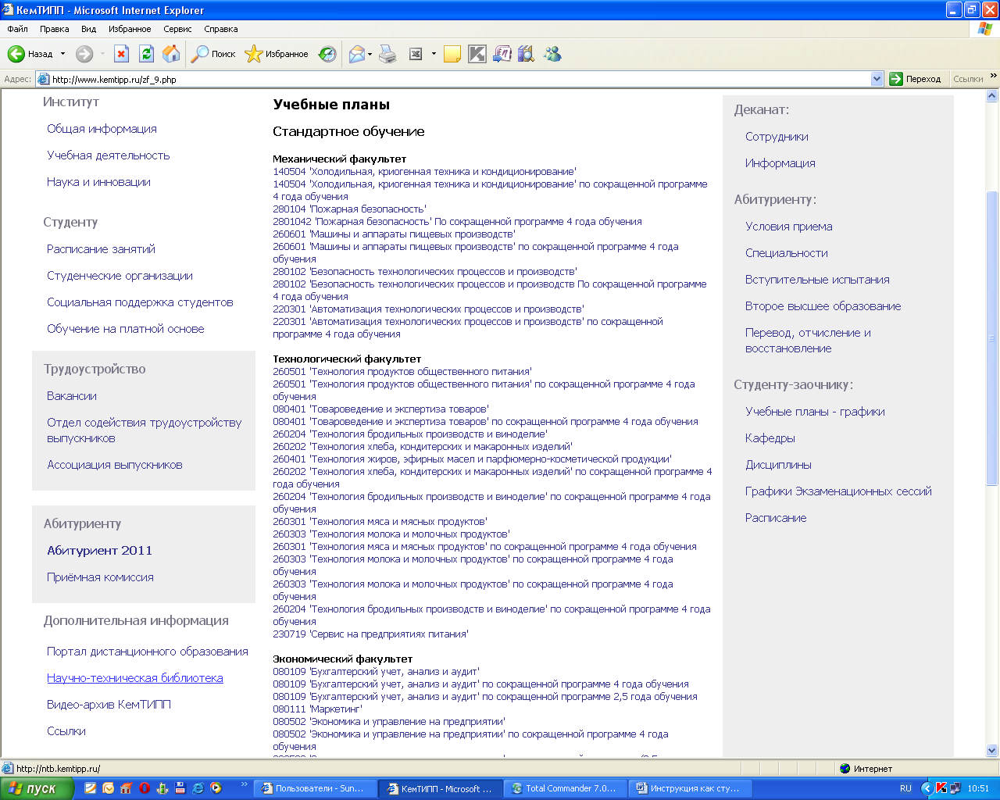 КемТИПП - Microsoft Internet Explorer
Файл Правка Вид Избранное Сервис Справка
Назад Поиск Избранное
Адрес: http://www.kemtipp.ru/zf_9.php Переход Ссылки »
Институт
Общая информация
Учебная деятельность
Наука и инновации
Студенту
Расписание занятий
Студенческие организации
Социальная поддержка студентов
Обучение на платной основе
Трудоустройство
Вакансии
Отдел содействия трудоустройству
выпускников
Ассоциация выпускников
Абитуриенту
Абитуриент 2011
Приёмная комиссия
Дополнительная информация
Портал дистанционного образования
Научно-техническая библиотека
Видео-архив КемТИПП
Ссылки
Учебные планы
Стандартное обучение
Механический факультет
140504 'Холодильная, криогенная техника и кондиционирование'
140504 'Холодильная, криогенная техника и кондиционирование' по сокращенной программе
4 года обучения
280104 'Пожарная безопасность'
2801042 'Пожарная безопасность' По сокращенной программе 4 года обучения
260601 'Машины и аппараты пищевых производств'
260601 'Машины и аппараты пищевых производств' по сокращенной программе 4 года
обучения
280102 'Безопасность технологических процессов и производств'
280102 'Безопасность технологических процессов и производств По сокращенной программе
4 года обучения
220301 'Автоматизация технологических процессов и производств'
220301 'Автоматизация технологических процессов и производств' по сокращенной
программе 4 года обучения
Технологический факультет
260501 'Технология продуктов общественного питания'
260501 'Технология продуктов общественного питания' по сокращенной программе 4 года
обучения
080401 'Товароведение и экспертиза товаров'
080401 'Товароведение и экспертиза товаров' по сокращенной программе 4 года обучения
260204 'Технология бродильных производств и виноделие'
260202 'Технология хлеба, кондитерских и макаронных изделий'
260401 'Технология жиров, эфирных масел и парфюмерно-косметической продукции'
260202 'Технология хлеба, кондитерских и макаронных изделий' по сокращенной программе 4
года обучения
260204 'Технология бродильных производств и виноделие' по сокращенной программе 4 года
обучения
260301 'Технология мяса и мясных продуктов'
260303 'Технология молока и молочных продуктов'
260301 'Технология мяса и мясных продуктов' по сокращенной программе 4 года обучения
260303 'Технология молока и молочных продуктов' по сокращенной программе 4 года
обучения
260303 'Технология молока и молочных продуктов' по сокращенной программе 4 года
обучения
260204 'Технология бродильных производств и виноделие' по сокращенной программе 4 года
обучения
230719 'Сервис на предприятиях питания'
Экономический факультет
080109 'Бухгалтерский учет, анализ и аудит'
080109 'Бухгалтерский учет, анализ и аудит' по сокращенной программе 4 года обучения
080109 'Бухгалтерский учет, анализ и аудит' по сокращенной программе 2,5 года обучения
080111 'Маркетинг'
080502 'Экономика и управление на предприятии'
080502 'Экономика и управление на предприятии' по сокращенной программе 4 года
обучения
Деканат:
Сотрудники
Информация
Абитуриенту:
Условия приема
Специальности
Вступительные испытания
Второе высшее образование
Перевод, отчисление и
восстановление
Студенту-заочнику:
Учебные планы - графики
Кафедры
Дисциплины
Графики Экзаменационных сессий
Расписание
http://ntb.kemtipp.ru/ Интернет
пуск » Пользователи - Sun... КемТИПП - Microsoft ... Total Commander 7.0... Инструкция как сту... RU 10:51